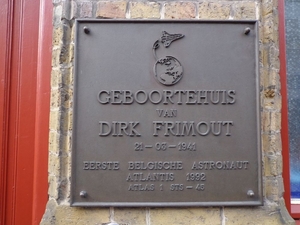 GEBOORTEHUIS
VAN
DIRK FRIMOUT
21-03-1941
EERSTE BELGISCHE ASTRONAUT
ATLANTIS 1992
ATLAS 1 STS-45